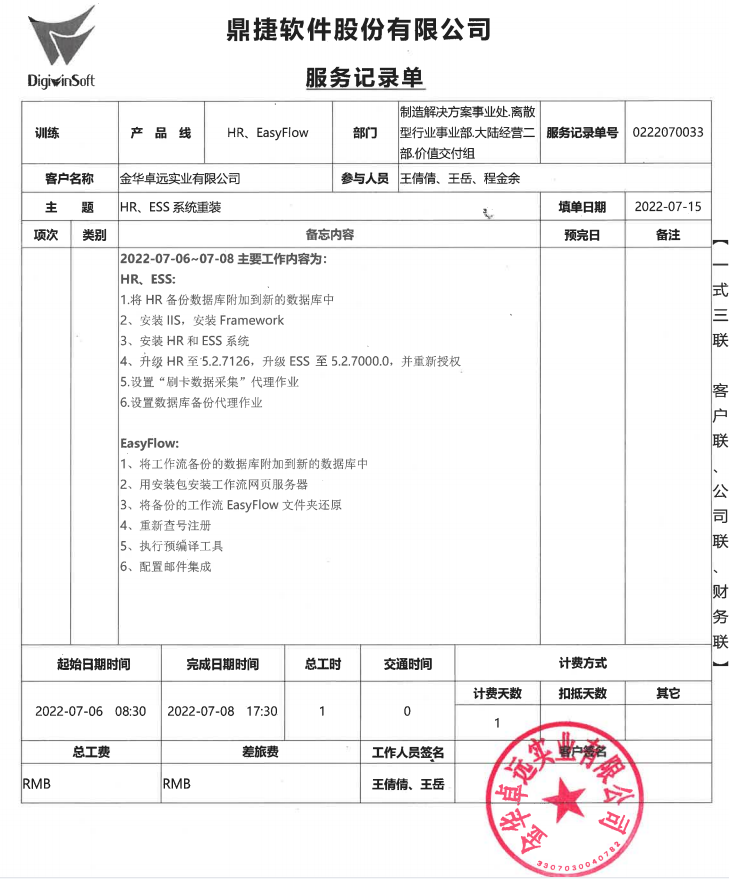 鼎捷软件股份有限公司
DigiwinSoft
服务记录单
训练
产 品 线
HR、EasyFlow
部门
制造解决方案事业处.离散
型行业事业部.大陆经营二
部.价值交付组
服务记录单号
0222070033
客户名称
金华卓远实业有限公司
参与人员
王倩倩、王岳、程金余
主 题
HR、ESS 系统重装
填单日期
2022-07-15
项次
类别
备忘内容
预完日
备注
2022-07-06~07-08 主要工作内容为：
HR、ESS:
1.将 HR 备份数据库附加到新的数据库中
2、安装 IIS，安装 Framework
3、安装 HR 和 ESS 系统
4、升级 HR 至 5.2.7126，升级 ESS 至 5.2.7000.0，并重新授权
5.设置“刷卡数据采集”代理作业
6.设置数据库备份代理作业
EasyFlow:
1、将工作流备份的数据库附加到新的数据库中
2、用安装包安装工作流网页服务器
3、将备份的工作流 EasyFlow 文件夹还原
4、重新查号注册
5、执行预编译工具
6、配置邮件集成
【一式三联 客户联、公司联、财务联】
起始日期时间
完成日期时间
总工时
交通时间
计费方式
计费天数
扣抵天数
其它
2022-07-06 08:30
2022-07-08 17:30
1
0
1
总工费
差旅费
工作人员签名
客户签名
RMB
RMB
王倩倩、王岳
金华卓远实业有限公司
3307030040782